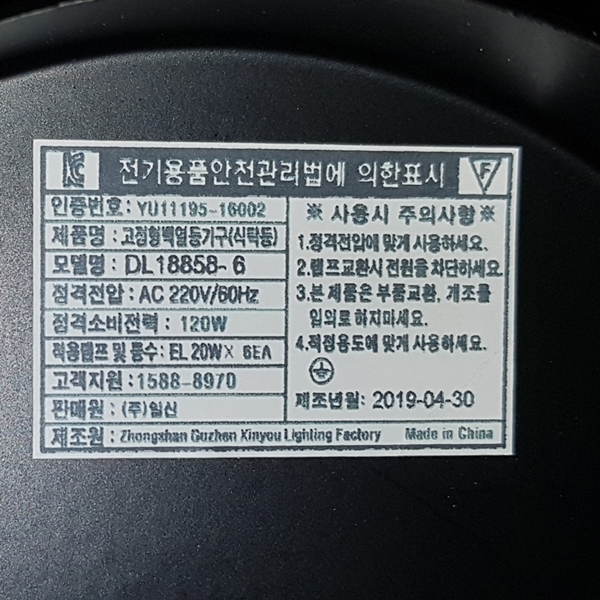 전기용품안전관리법에 의한표시
F
인증번호: YU11195-16002
제품명: 고정형백열등기구(식탁등)
모델명: DL18858-6
정격전압: AC 220V/60Hz
정격소비전력: 120W
적용램프 및 등수: EL 20W× 6EA
고객지원: 1588-8970
판매원: (주)일신
※ 사용시 주의사항※
1.정격전압에 맞게 사용하세요.
2.램프교환시 전원을 차단하세요.
3.본 제품은 부품교환, 개조를
임의로 하지마세요.
4.적정용도에 맞게 사용하세요.
제조년월: 2019-04-30
제조원: Zhongshan Guzhen Xinyou Lighting Factory Made in China